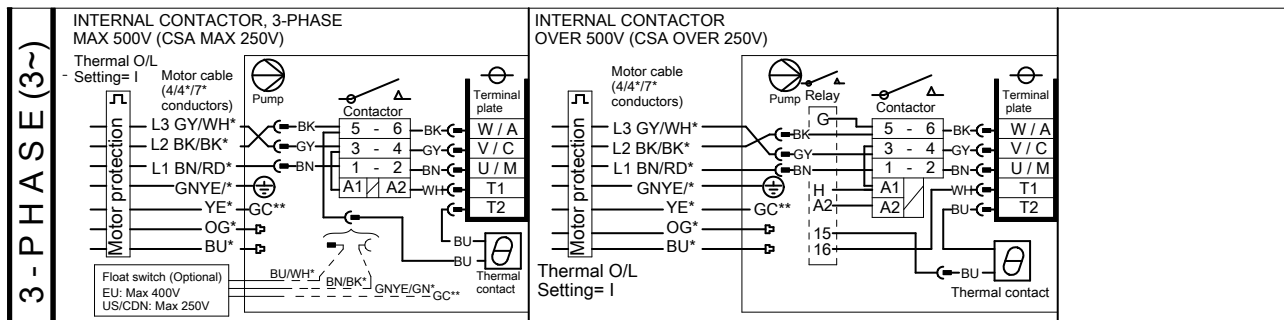 3-PHASE (3~)
INTERNAL CONTACTOR, 3-PHASE
MAX 500V (CSA MAX 250V)
Thermal O/L
- Setting= I
Motor cable
(4/4*/7*
conductors)
Pump
Contactor
Terminal
plate
Motor protection
L3 GY/WH*
BK
5 - 6
BK
W / A
L2 BK/BK*
GY
3 - 4
GY
V / C
L1 BN/RD*
BN
1 - 2
BN
U / M
GNYE/*
A1
A2
WH
T1
YE*
GC**
T2
OG*
BU*
BU
BU
Thermal
contact
Float switch (Optional)
EU: Max 400V
US/CDN: Max 250V
BU/WH*
BN/BK*
GNYE/GN*
GC**
INTERNAL CONTACTOR
OVER 500V (CSA OVER 250V)
Motor cable
(4/4*/7*
conductors)
Pump
Relay
Contactor
Terminal
plate
Motor protection
G
L3 GY/WH*
BK
5 - 6
BK
W / A
L2 BK/BK*
GY
3 - 4
GY
V / C
L1 BN/RD*
BN
1 - 2
BN
U / M
GNYE/*
H
A1
WH
T1
YE*
GC**
A2
A2
BU
T2
OG*
BU*
15
16
BU
Thermal O/L
Setting= I
Thermal contact